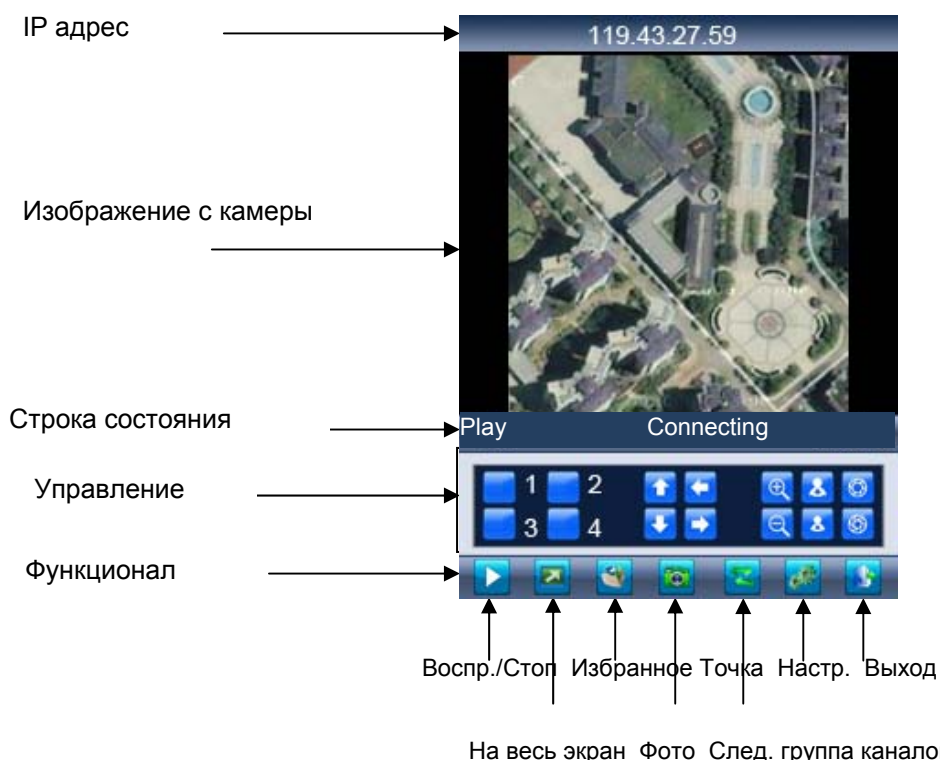 IP адрес
119.43.27.59
Изображение с камеры
Строка состояния
Play Connecting
Управление
1 2
3 4
Функционал
Воспр./Стоп Избранное Точка Настр. Выход
На весь экран Фото След. группа канало